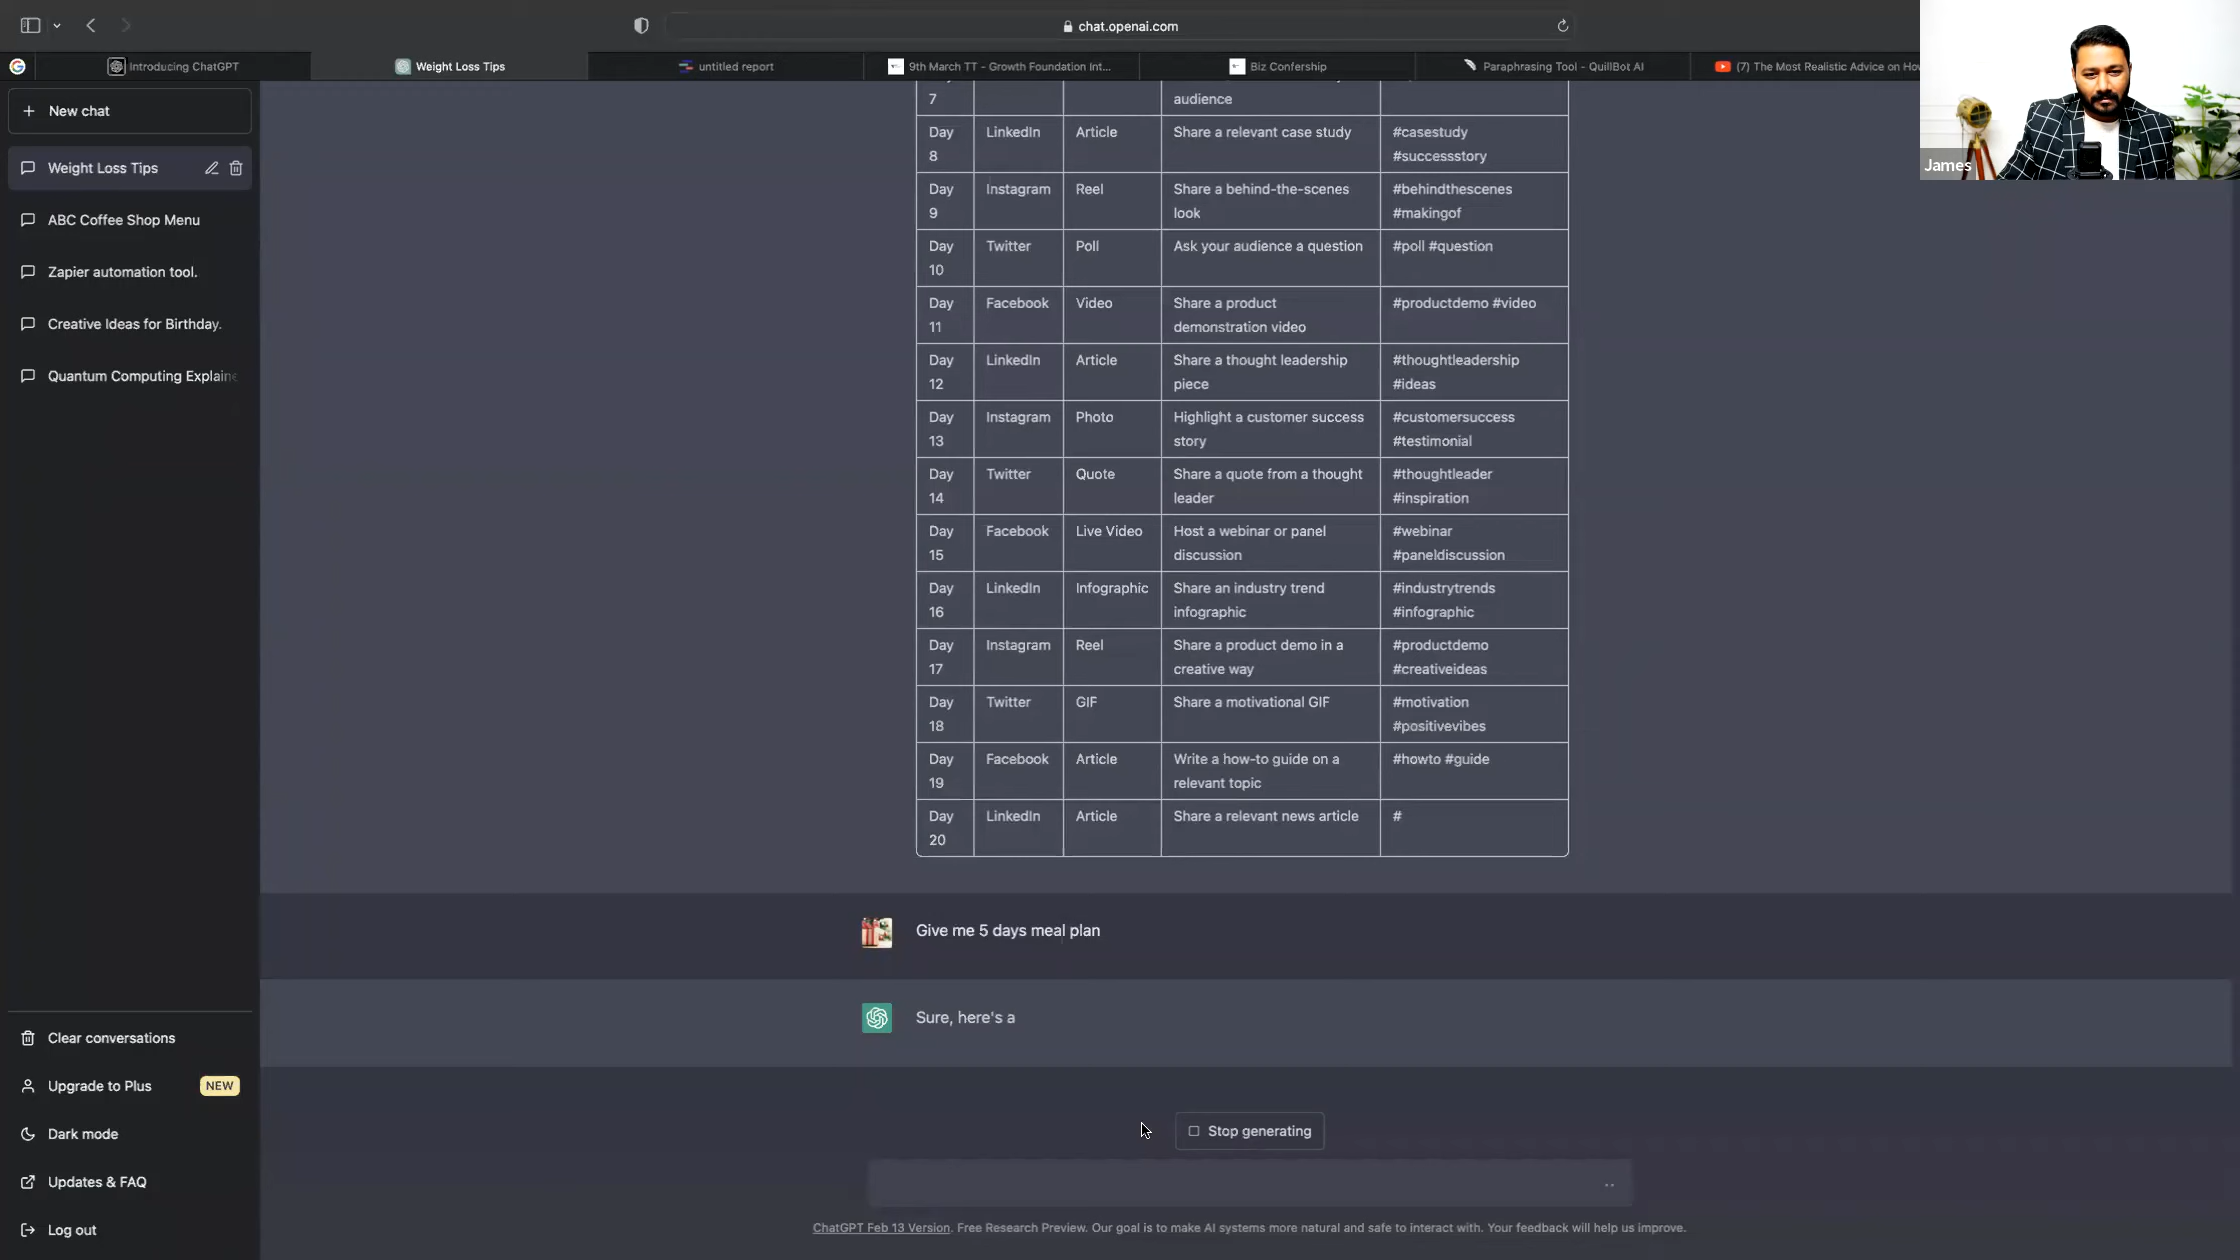 chat.openai.com
Introducing ChatGPT
Weight Loss Tips
untitled report
9th March TT - Growth Foundation Int...
Biz Confership
Paraphrasing Tool - QuillBot AI
(7) The Most Realistic Advice on How
James
New chat
Weight Loss Tips
ABC Coffee Shop Menu
Zapier automation tool.
Creative Ideas for Birthday.
Quantum Computing Explaine
7
audience
Day 8
LinkedIn
Article
Share a relevant case study
#casestudy
#successstory
Day 9
Instagram
Reel
Share a behind-the-scenes
look
#behindthescenes
#makingof
Day 10
Twitter
Poll
Ask your audience a question
#poll #question
Day 11
Facebook
Video
Share a product
demonstration video
#productdemo #video
Day 12
LinkedIn
Article
Share a thought leadership
piece
#thoughtleadership
#ideas
Day 13
Instagram
Photo
Highlight a customer success
story
#customersuccess
#testimonial
Day 14
Twitter
Quote
Share a quote from a thought
leader
#thoughtleader
#inspiration
Day 15
Facebook
Live Video
Host a webinar or panel
discussion
#webinar
#paneldiscussion
Day 16
LinkedIn
Infographic
Share an industry trend
infographic
#industrytrends
#infographic
Day 17
Instagram
Reel
Share a product demo in a
creative way
#productdemo
#creativeideas
Day 18
Twitter
GIF
Share a motivational GIF
#motivation
#positivevibes
Day 19
Facebook
Article
Write a how-to guide on a
relevant topic
#howto #guide
Day 20
LinkedIn
Article
Share a relevant news article
#
Give me 5 days meal plan
Sure, here's a
Stop generating
Clear conversations
Upgrade to Plus
NEW
Dark mode
Updates & FAQ
Log out
ChatGPT Feb 13 Version. Free Research Preview. Our goal is to make AI systems more natural and safe to interact with. Your feedback will help us improve.